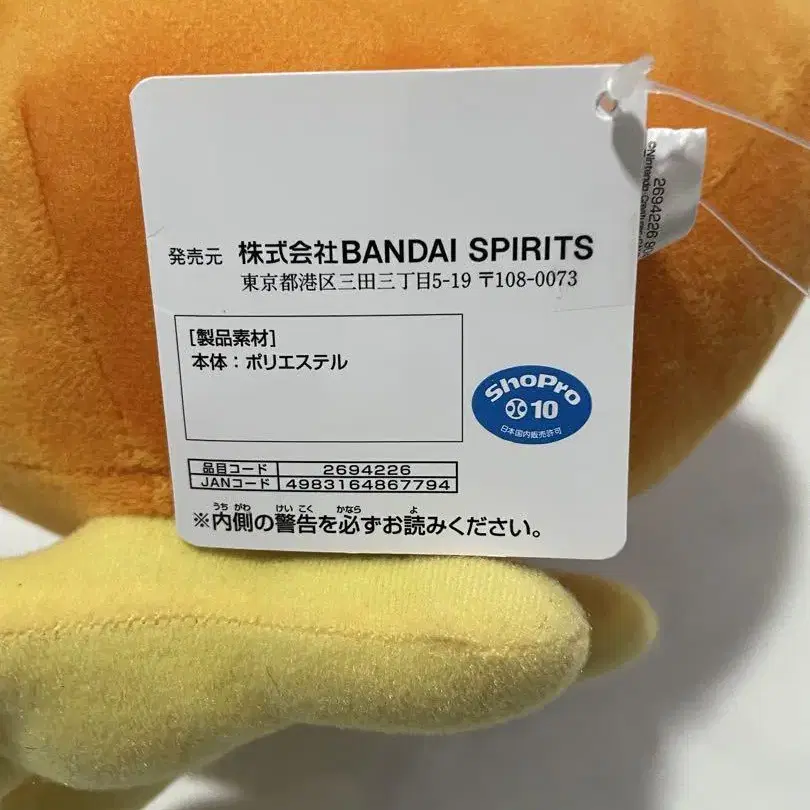 発売元 株式会社BANDAI SPIRITS
東京都港区三田三丁目5-19 〒108-0073
[製品素材]
本体：ポリエステル
ShoPro
10
日本国内販売許可
品目コード 2694226
JANコード 4983164867794
うちがわ けいこく かなら よ
※内側の警告を必ずお読みください。
©Nintendo・Creatures
2694226